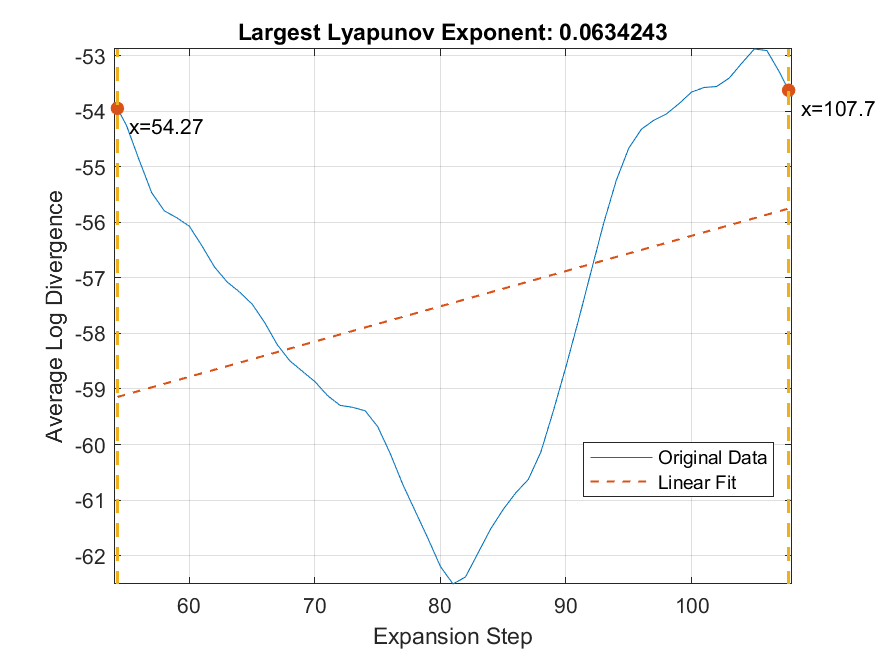 Largest Lyapunov Exponent: 0.0634243
-53
-54
-55
-56
-57
-58
-59
-60
-61
-62
Average Log Divergence
x=54.27
x=107.7
Original Data
Linear Fit
60 70 80 90 100
Expansion Step